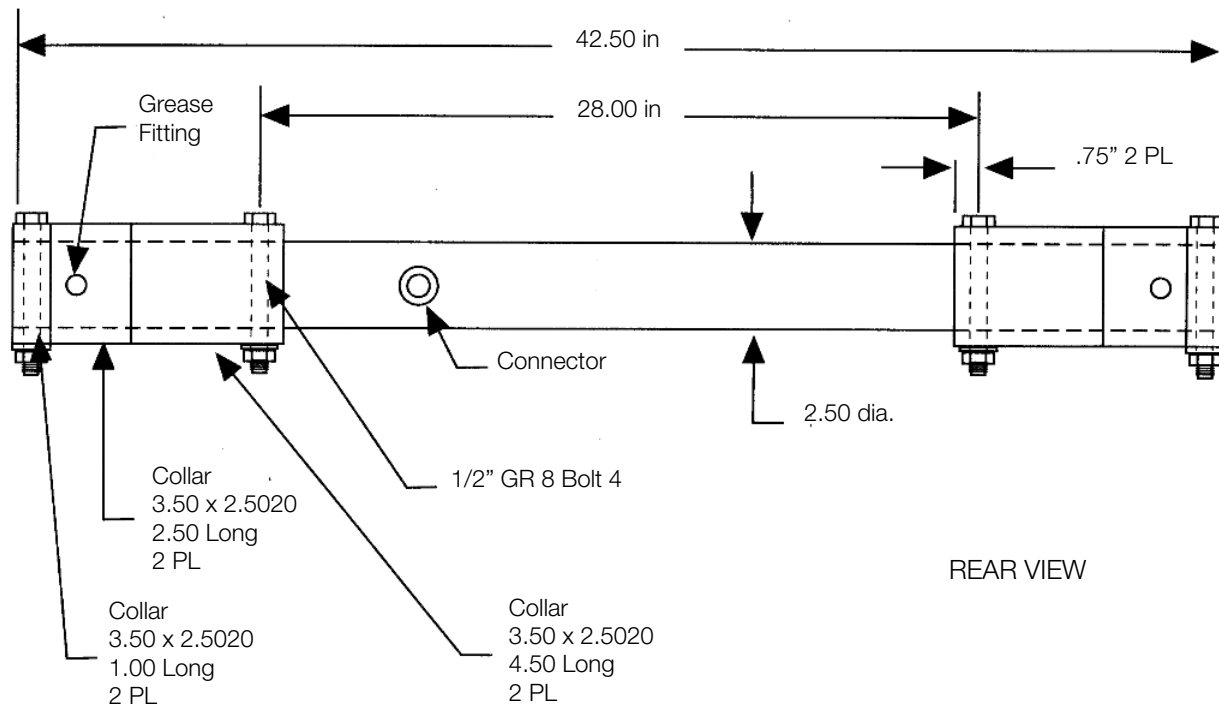 42.50 in
28.00 in
Grease
Fitting
.75” 2 PL
Connector
2.50 dia.
1/2” GR 8 Bolt 4
Collar
3.50 x 2.5020
2.50 Long
2 PL
REAR VIEW
Collar
3.50 x 2.5020
1.00 Long
2 PL
Collar
3.50 x 2.5020
4.50 Long
2 PL